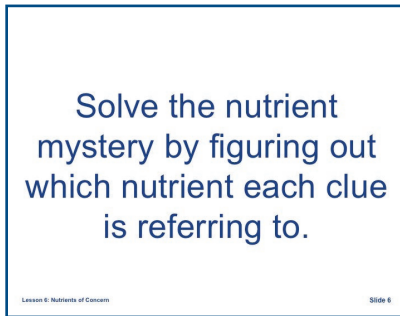 Solve the nutrient
mystery by figuring out
which nutrient each clue
is referring to.
Lesson 6: Nutrients of Concern
Slide 6